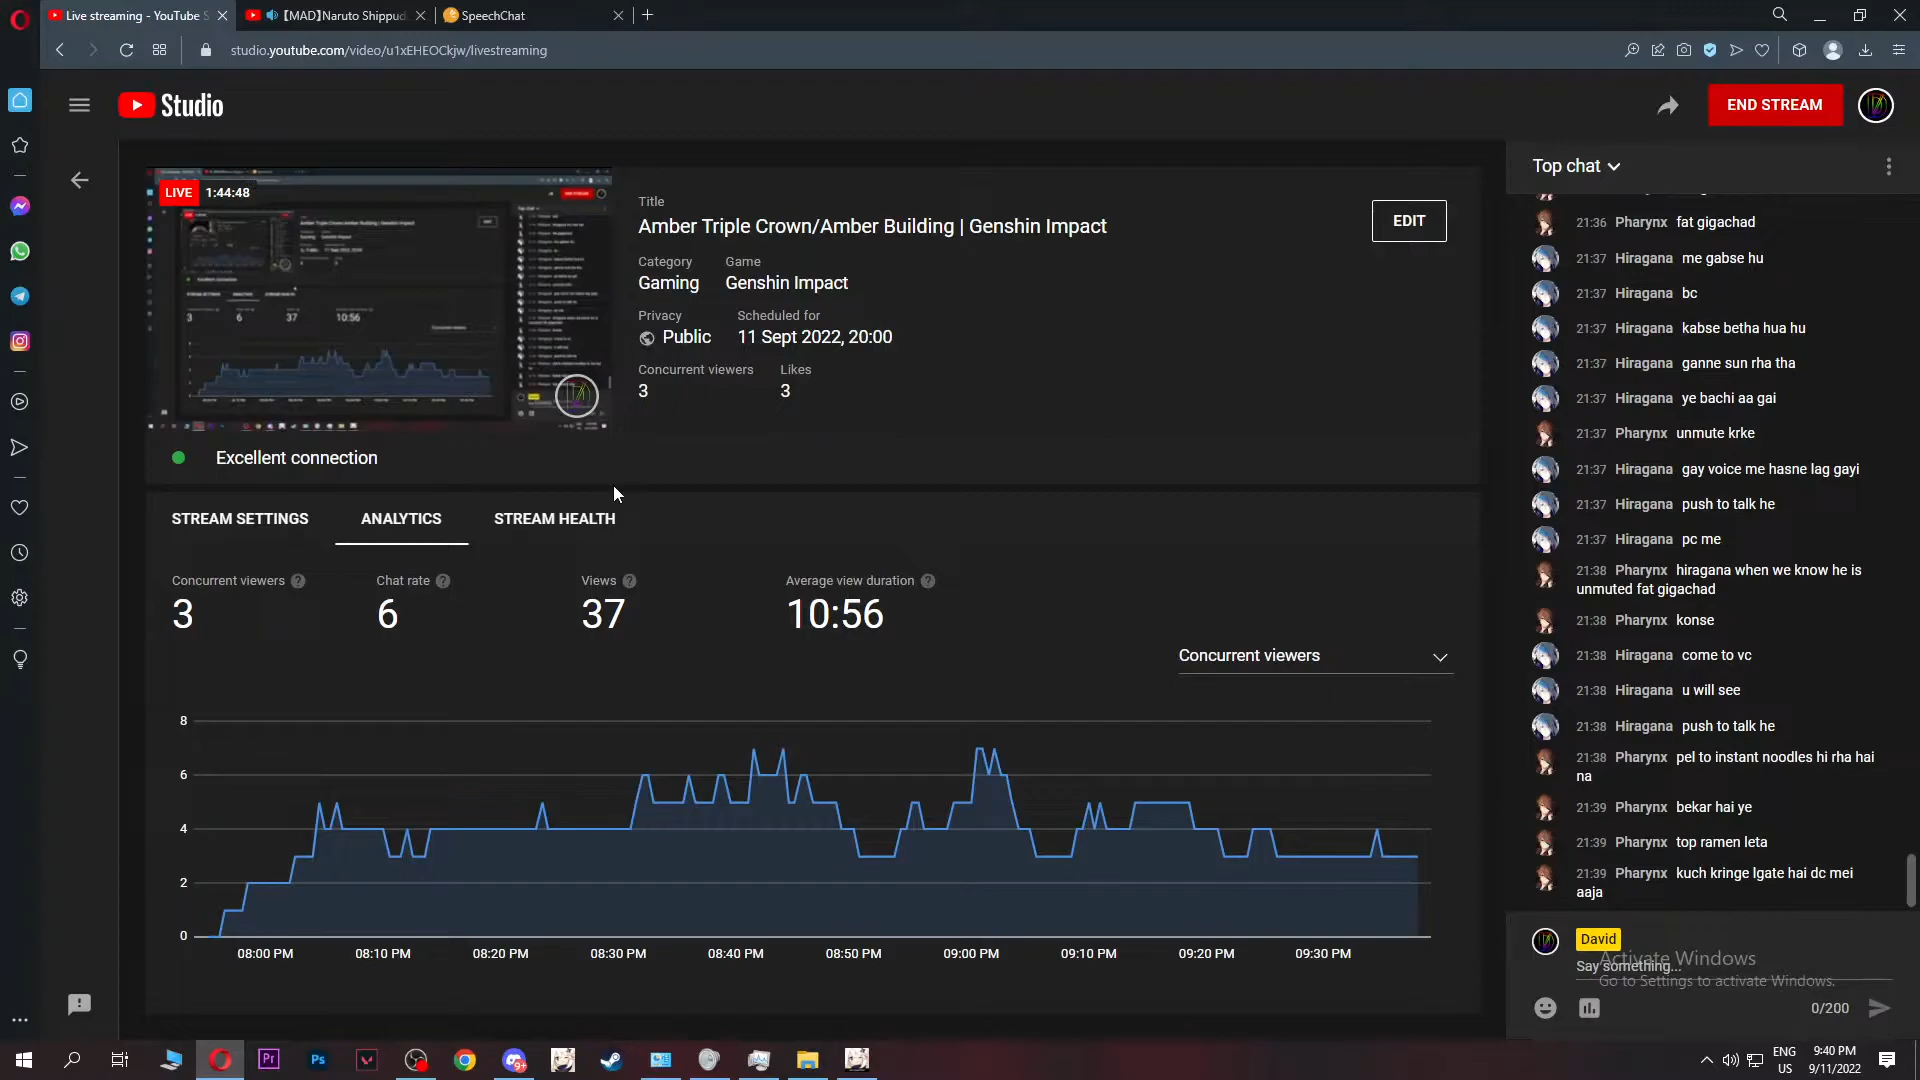 Live streaming - YouTube S
【MAD】Naruto Shippud
SpeechChat
studio.youtube.com/video/u1xEHEOCkjw/livestreaming
Studio
END STREAM
LIVE 1:44:48
Title
Amber Triple Crown/Amber Building | Genshin Impact
EDIT
Category Game
Gaming Genshin Impact
Privacy Scheduled for
Public 11 Sept 2022, 20:00
Concurrent viewers Likes
3 3
Excellent connection
STREAM SETTINGS ANALYTICS STREAM HEALTH
Concurrent viewers Chat rate Views Average view duration
3 6 37 10:56
Concurrent viewers
8
6
4
2
0
08:00 PM 08:10 PM 08:20 PM 08:30 PM 08:40 PM 08:50 PM 09:00 PM 09:10 PM 09:20 PM 09:30 PM
Top chat
21:36 Pharynx fat gigachad
21:37 Hiragana me gabse hu
21:37 Hiragana bc
21:37 Hiragana kabse betha hua hu
21:37 Hiragana ganne sun rha tha
21:37 Hiragana ye bachi aa gai
21:37 Pharynx unmute krke
21:37 Hiragana gay voice me hasne lag gayi
21:37 Hiragana push to talk he
21:37 Hiragana pc me
21:38 Pharynx hiragana when we know he is
unmuted fat gigachad
21:38 Pharynx konse
21:38 Hiragana come to vc
21:38 Hiragana u will see
21:38 Hiragana push to talk he
21:38 Pharynx pel to instant noodles hi rha hai
na
21:39 Pharynx bekar hai ye
21:39 Pharynx top ramen leta
21:39 Pharynx kuch kringe lgate hai dc mei
aaja
David
Say something...
Activate Windows
Go to Settings to activate Windows.
0/200
Pr
Ps
9+
ENG
US
9:40 PM
9/11/2022